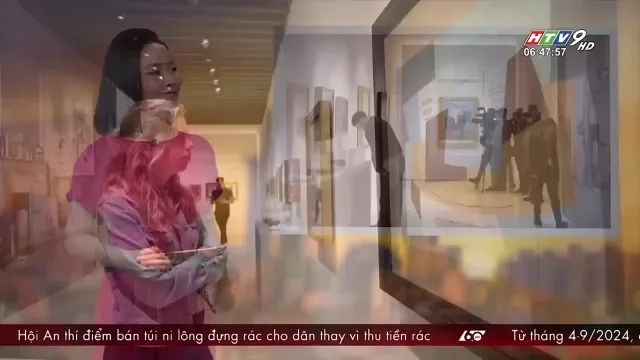 HTV9 HD
06:47:57
Hội An thí điểm bán túi ni lông đựng rác cho dân thay vì thu tiền rác 60 Từ tháng 4-9/2024,